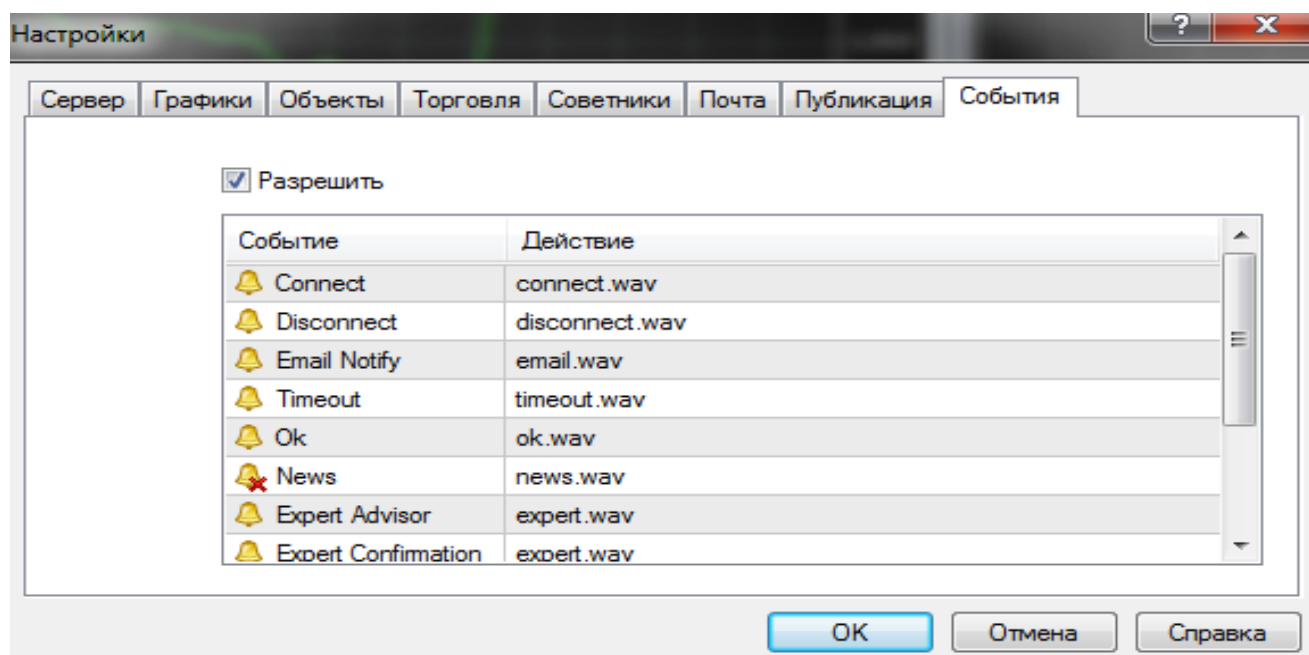 Настройки
Сервер Графики Объекты Торговля Советники Почта Публикация События
Разрешить
Событие Действие
Connect connect.wav
Disconnect disconnect.wav
Email Notify email.wav
Timeout timeout.wav
Ok ok.wav
News news.wav
Expert Advisor expert.wav
Expert Confirmation expert.wav
OK Отмена Справка